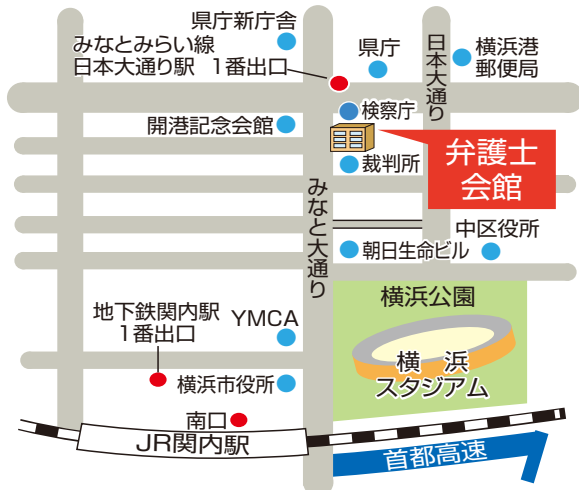 県庁新庁舎
みなとみらい線
日本大通り駅 1番出口
県庁
日本大通り
横浜港
郵便局
検察庁
開港記念会館
弁護士
会館
裁判所
みなと大通り
中区役所
朝日生命ビル
横浜公園
地下鉄関内駅
1番出口
YMCA
横浜
スタジアム
横浜市役所
南口
JR関内駅
首都高速